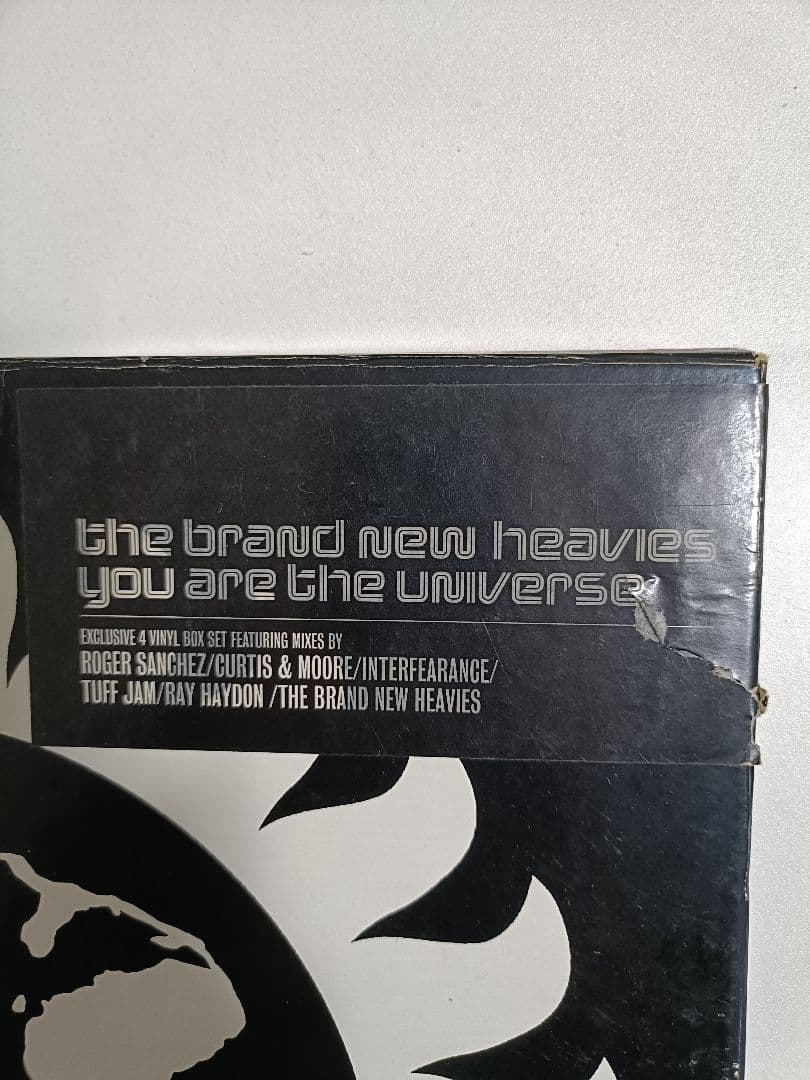 the brand new heavies
you are the universe
EXCLUSIVE 4 VINYL BOX SET FEATURING MIXES BY
ROGER SANCHEZ/CURTIS & MOORE/INTERFEARANCE/
TUFF JAM/RAY HAYDON /THE BRAND NEW HEAVIES